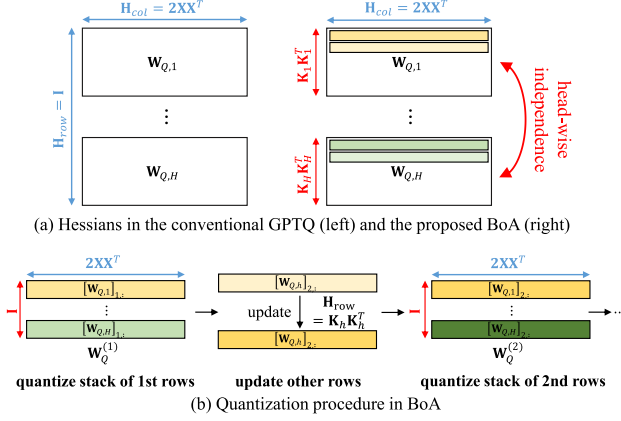 H_col = 2XX^T
H_col = 2XX^T
H_row = I
W_Q,1
⋮
W_Q,H
K_1K_1^T
W_Q,1
⋮
K_HK_H^T
W_Q,H
head-wise
independence
(a) Hessians in the conventional GPTQ (left) and the proposed BoA (right)
2XX^T
I
[W_Q,1]_1,:
⋮
[W_Q,H]_1,:
W_Q^(1)
quantize stack of 1st rows
[W_Q,h]_2,:
update
H_row
= K_hK_h^T
[W_Q,h]_2,:
update other rows
2XX^T
I
[W_Q,1]_2,:
⋮
[W_Q,H]_2,:
W_Q^(2)
quantize stack of 2nd rows
⋯
(b) Quantization procedure in BoA